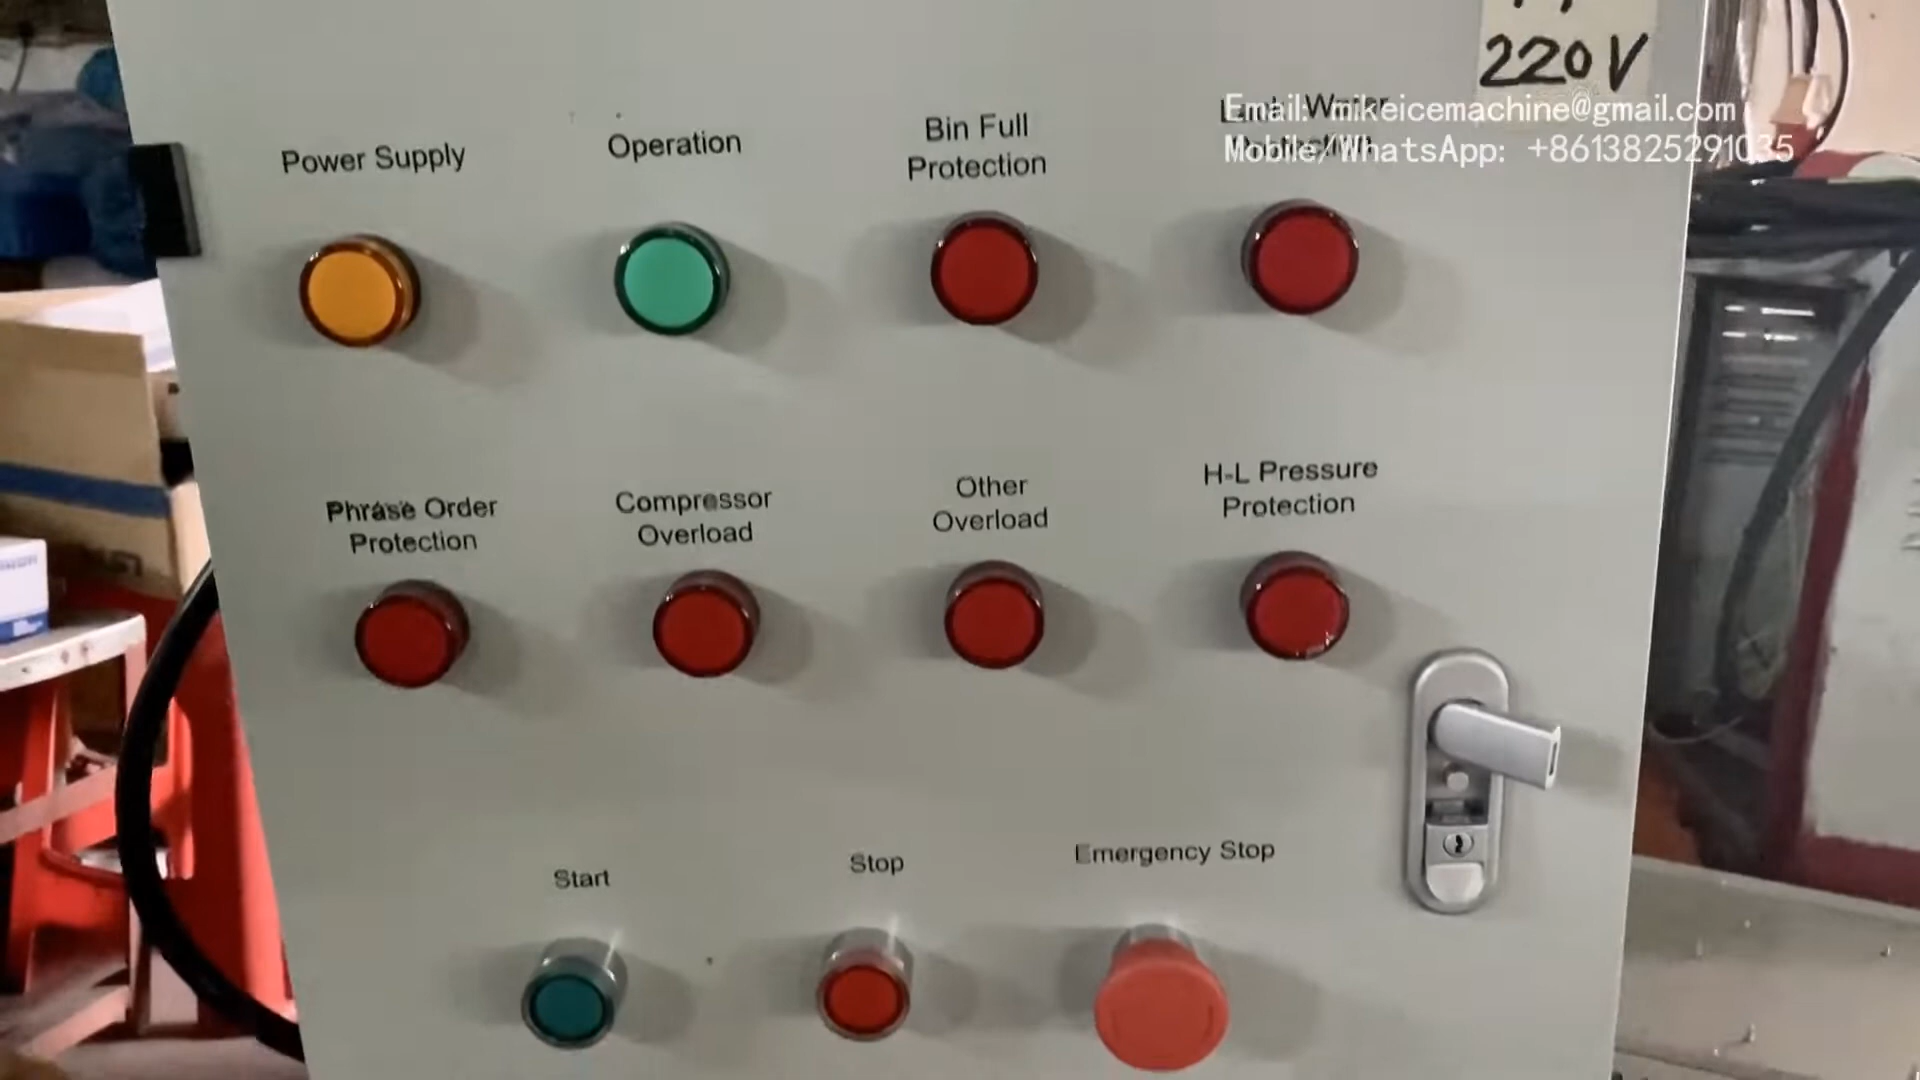 220V
Email: mikeicemachine@gmail.com
Mobile/WhatsApp: +8613825291035
Power Supply
Operation
Bin Full
Protection
Water
Phrase Order
Protection
Compressor
Overload
Other
Overload
H-L Pressure
Protection
Start
Stop
Emergency Stop